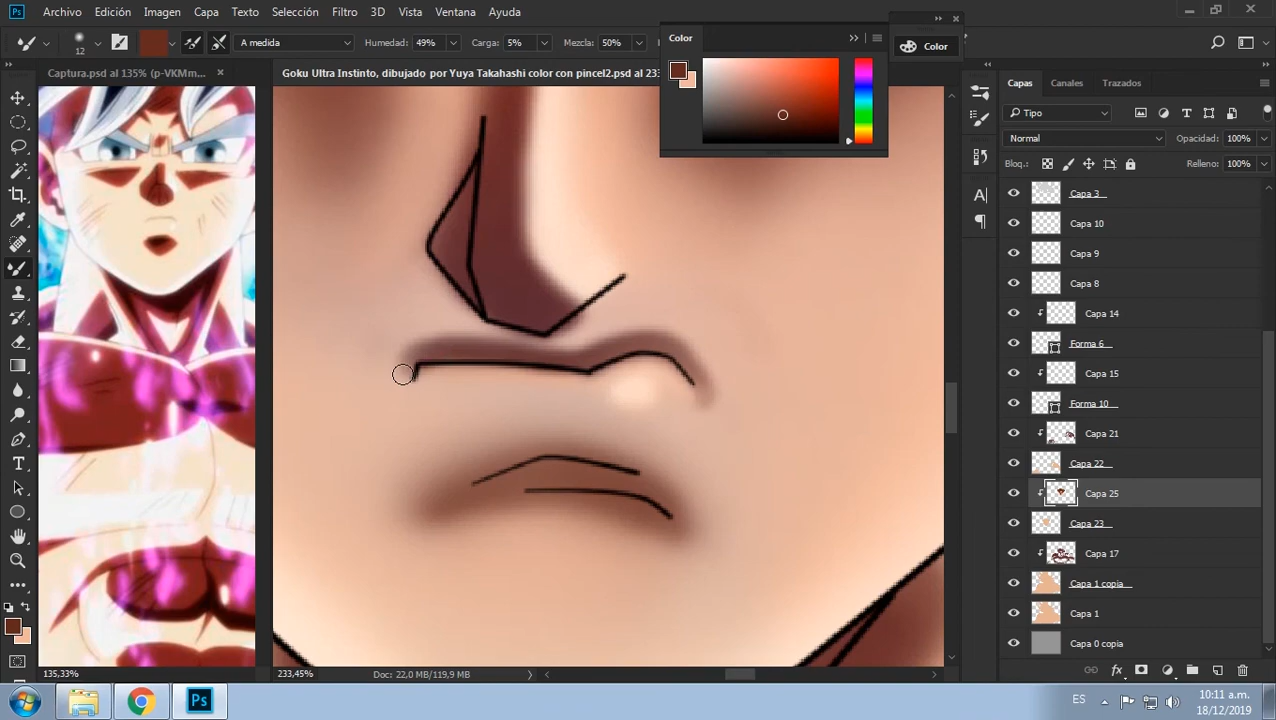 Ps Archivo Edición Imagen Capa Texto Selección Filtro 3D Vista Ventana Ayuda
12 A medida Humedad: 49% Carga: 5% Mezcla: 50%
Color
Color
Captura.psd al 135% (p-VKMm... ×
Goku Ultra Instinto, dibujado por Yuya Takahashi color con pincel2.psd al 233
Capas Canales Trazados
Tipo
Normal Opacidad: 100%
Bloq.: Relleno: 100%
Capa 3
Capa 10
Capa 9
Capa 8
Capa 14
Forma 6
Capa 15
Forma 10
Capa 21
Capa 22
Capa 25
Capa 23
Capa 17
Capa 1 copia
Capa 1
Capa 0 copia
135,33% 233,45% Doc: 22,0 MB/119,9 MB
Ps ES 10:11 a.m.
18/12/2019